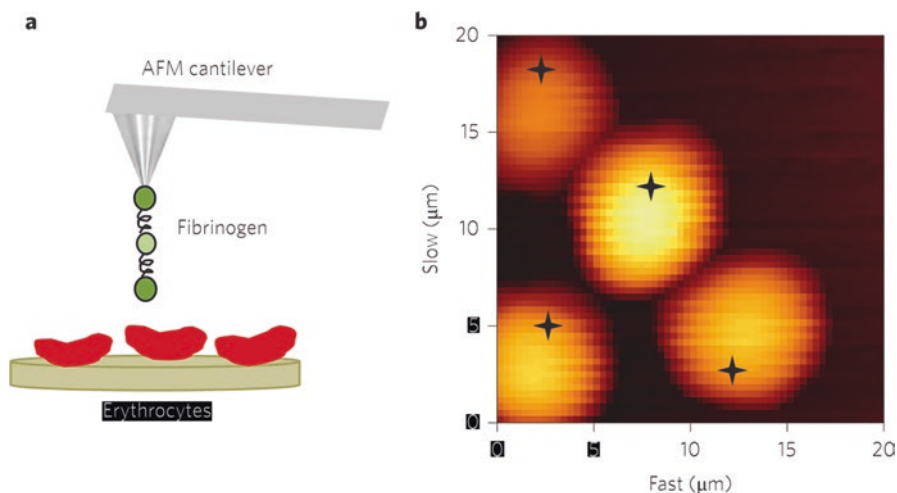 a
AFM cantilever
Fibrinogen
Erythrocytes
b
20
15
10
5
0
Slow (μm)
0 5 10 15 20
Fast (μm)